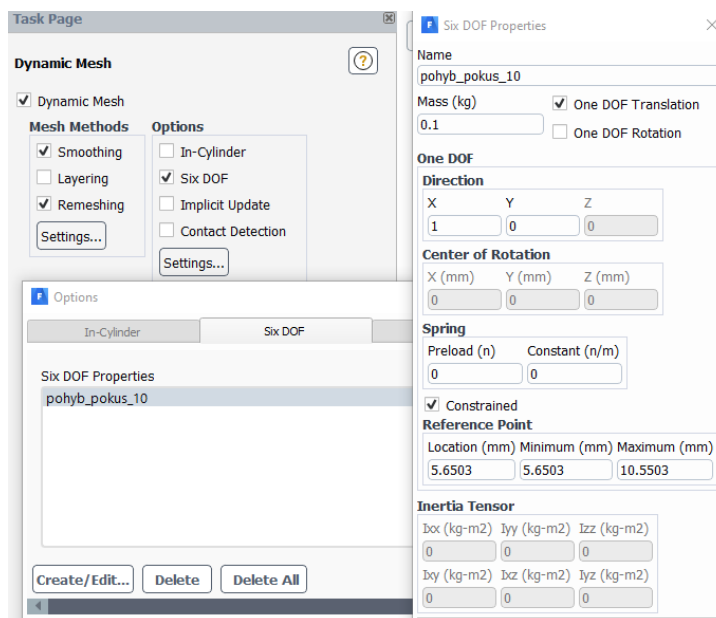 Task Page
Dynamic Mesh
?
Dynamic Mesh
Mesh Methods Options
Smoothing In-Cylinder
Layering Six DOF
Remeshing Implicit Update
Settings... Contact Detection
Settings...
Options
In-Cylinder Six DOF
Six DOF Properties
pohyb_pokus_10
Create/Edit... Delete Delete All
Six DOF Properties
Name
pohyb_pokus_10
Mass (kg) One DOF Translation
0.1 One DOF Rotation
One DOF
Direction
X Y Z
1 0 0
Center of Rotation
X (mm) Y (mm) Z (mm)
0 0 0
Spring
Preload (n) Constant (n/m)
0 0
Constrained
Reference Point
Location (mm) Minimum (mm) Maximum (mm)
5.6503 5.6503 10.5503
Inertia Tensor
Ixx (kg-m2) Iyy (kg-m2) Izz (kg-m2)
0 0 0
Ixy (kg-m2) Ixz (kg-m2) Iyz (kg-m2)
0 0 0